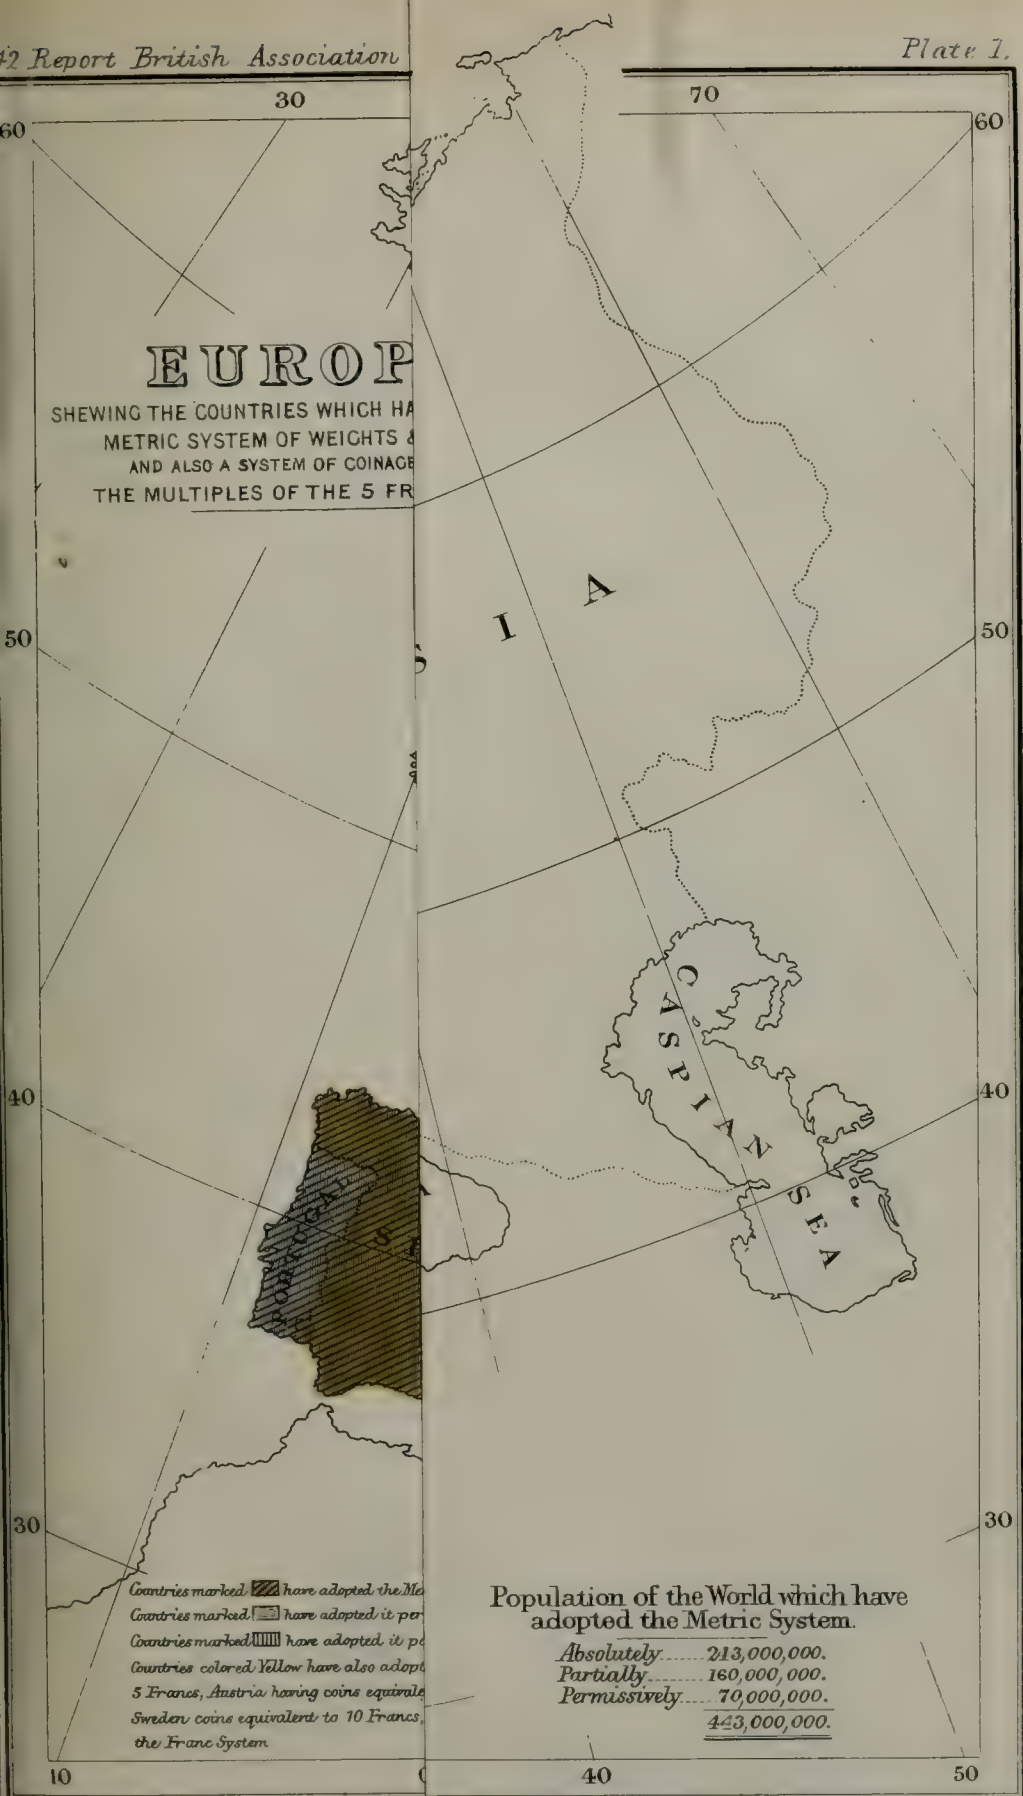 42 Report British Association
Plate 1.
30
70
60
60
EUROP
SHEWING THE COUNTRIES WHICH HA
METRIC SYSTEM OF WEIGHTS &
AND ALSO A SYSTEM OF COINAGE
THE MULTIPLES OF THE 5 FR
S I A
50
50
CASPIAN SEA
40
40
PORTUGAL
S
30
30
Countries marked have adopted the Me
Countries marked have adopted it per
Countries marked have adopted it pe
Countries colored Yellow have also adopt
5 Francs, Austria having coins equivale
Sweden coins equivalent to 10 Francs,
the Franc System
Population of the World which have
adopted the Metric System.
Absolutely......213,000,000.
Partially......160,000,000.
Permissively....70,000,000.
443,000,000.
10
0
40
50